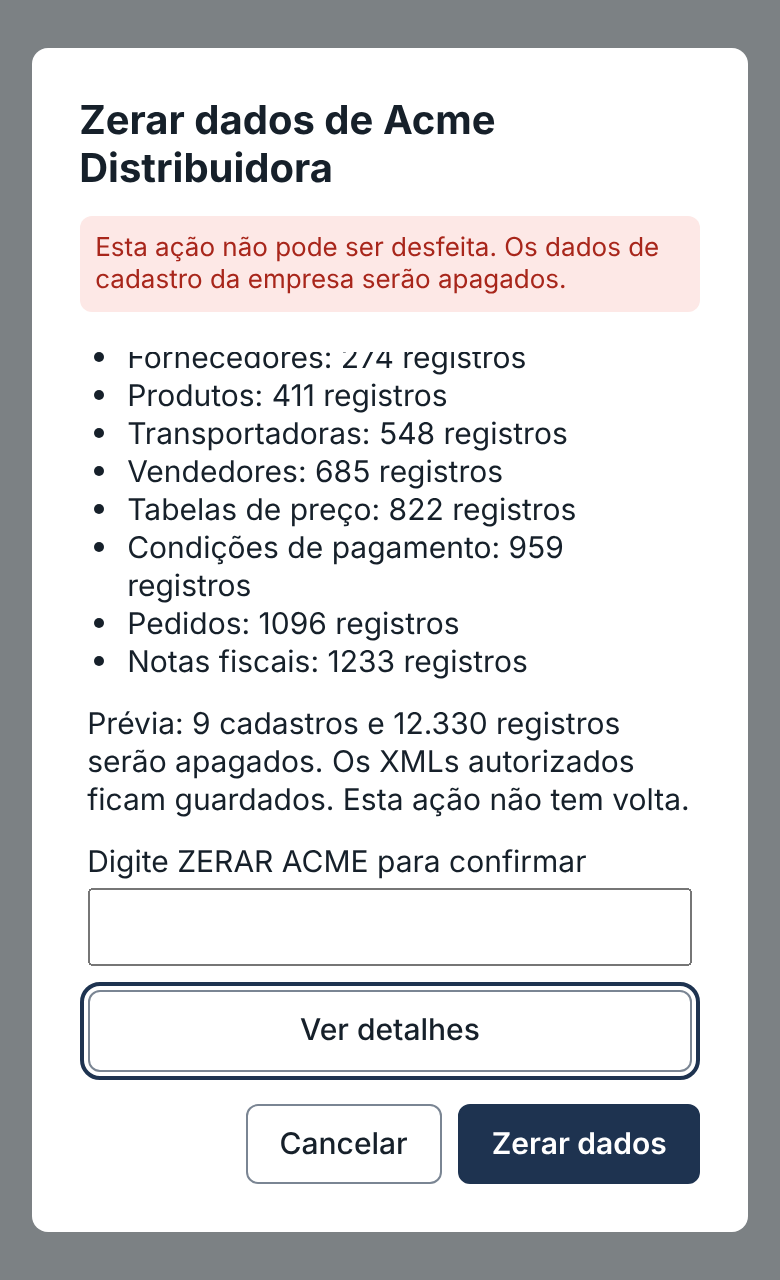 Zerar dados de Acme
Distribuidora
Esta ação não pode ser desfeita. Os dados de
cadastro da empresa serão apagados.
Fornecedores: 274 registros
Produtos: 411 registros
Transportadoras: 548 registros
Vendedores: 685 registros
Tabelas de preço: 822 registros
Condições de pagamento: 959
registros
Pedidos: 1096 registros
Notas fiscais: 1233 registros
Prévia: 9 cadastros e 12.330 registros
serão apagados. Os XMLs autorizados
ficam guardados. Esta ação não tem volta.
Digite ZERAR ACME para confirmar
Ver detalhes
Cancelar
Zerar dados